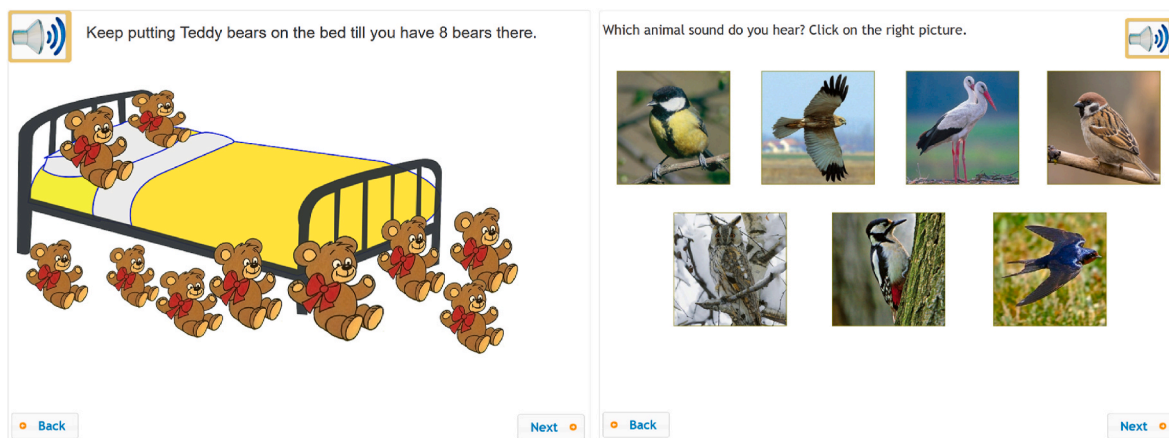 Keep putting Teddy bears on the bed till you have 8 bears there.
Back
Next
Which animal sound do you hear? Click on the right picture.
Back
Next